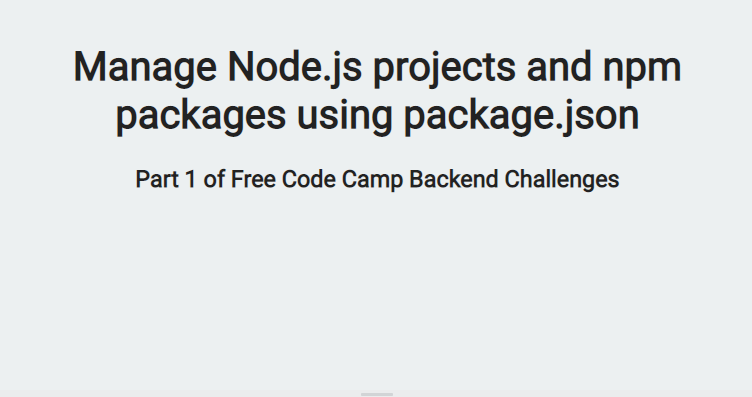 Manage Node.js projects and npm
packages using package.json
Part 1 of Free Code Camp Backend Challenges